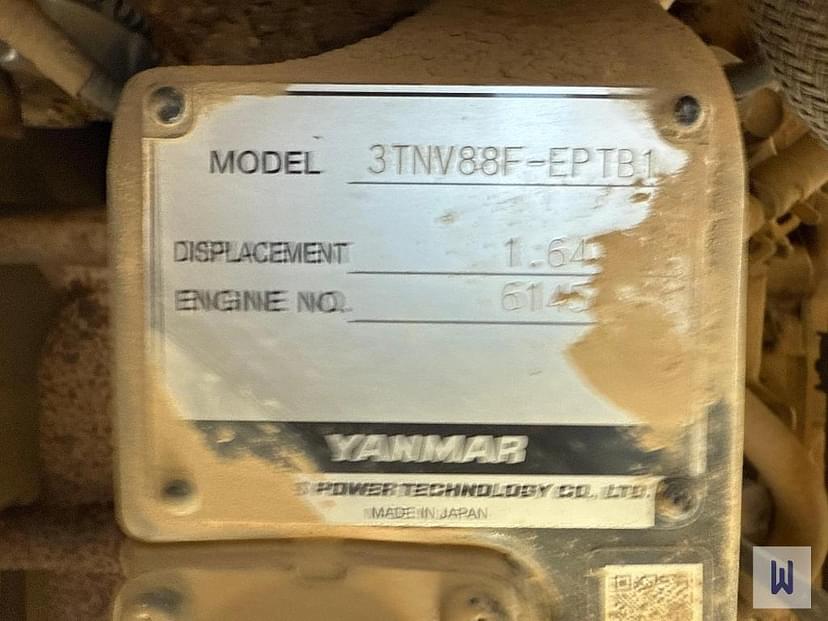 MODEL 3TNV88F-EPTB1
DISPLACEMENT 1.64
ENGINE NO. 6145
YANMAR
POWER TECHNOLOGY CO., LTD.
MADE IN JAPAN
W